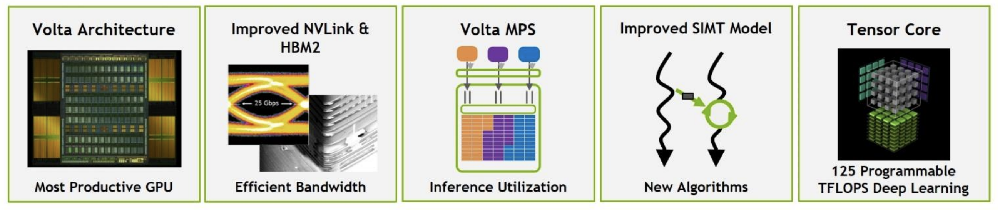 Volta Architecture
Most Productive GPU
Improved NVLink &
HBM2
25 Gbps
Efficient Bandwidth
Volta MPS
Inference Utilization
Improved SIMT Model
New Algorithms
Tensor Core
125 Programmable
TFLOPS Deep Learning